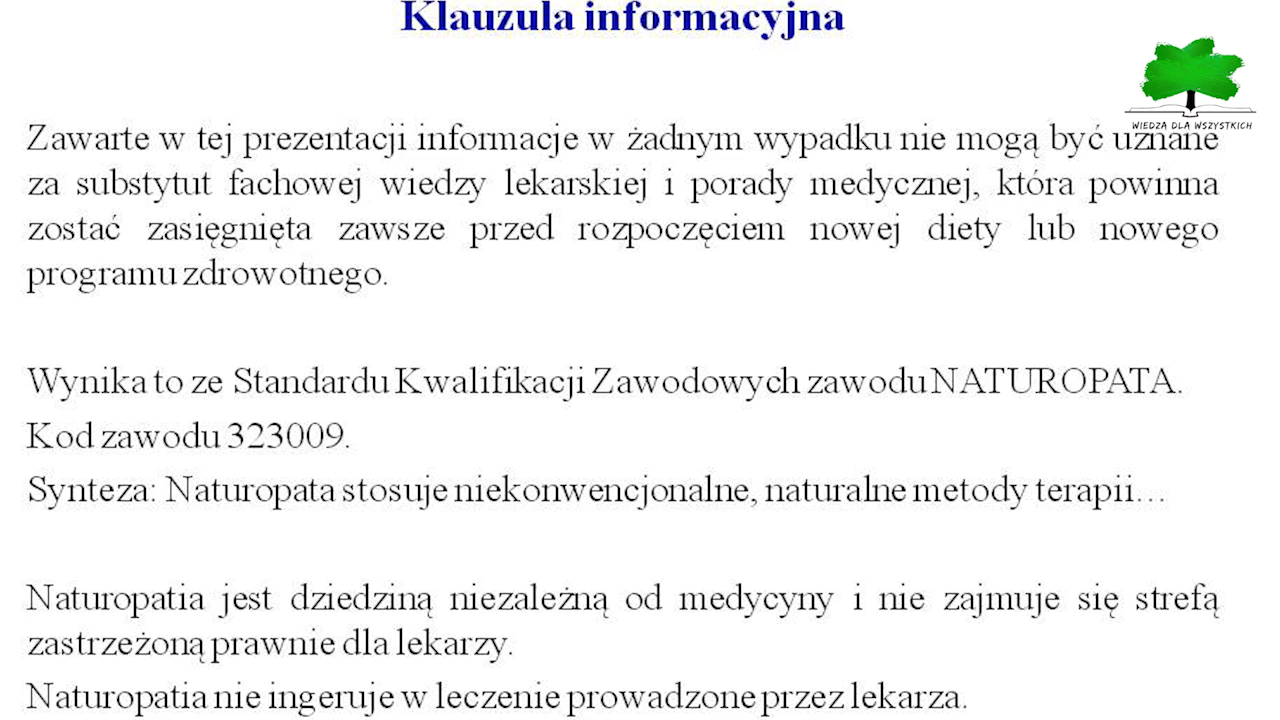 Klauzula informacyjna
WIEDZA DLA WSZYSTKICH
Zawarte w tej prezentacji informacje w żadnym wypadku nie mogą być uznane
za substytut fachowej wiedzy lekarskiej i porady medycznej, która powinna
zostać zasięgnięta zawsze przed rozpoczęciem nowej diety lub nowego
programu zdrowotnego.
Wynika to ze Standardu Kwalifikacji Zawodowych zawodu NATUROPATA.
Kod zawodu 323009.
Synteza: Naturopata stosuje niekonwencjonalne, naturalne metody terapii…
Naturopatia jest dziedziną niezależną od medycyny i nie zajmuje się strefą
zastrzeżoną prawnie dla lekarzy.
Naturopatia nie ingeruje w leczenie prowadzone przez lekarza.